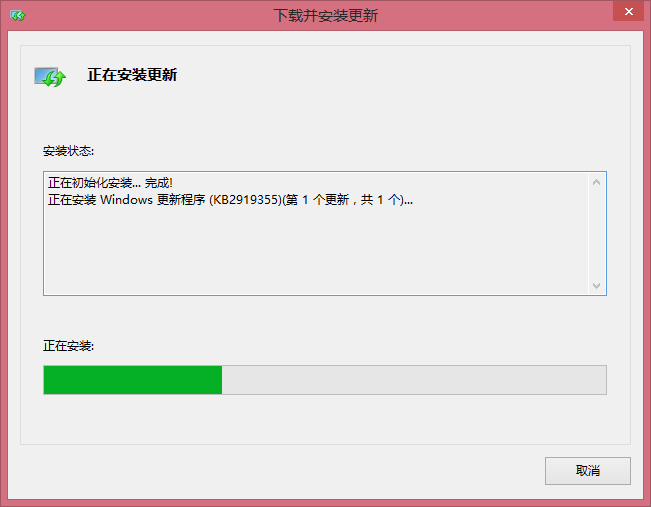 下载并安装更新
正在安装更新
安装状态:
正在初始化安装... 完成!
正在安装 Windows 更新程序 (KB2919355)(第 1 个更新，共 1 个)...
正在安装:
取消